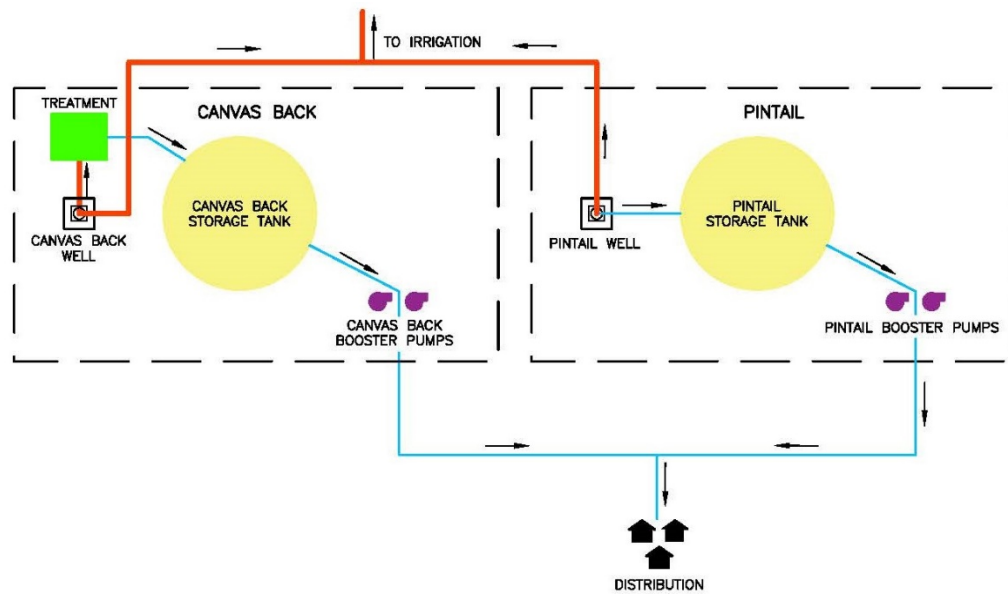 TO IRRIGATION
TREATMENT
CANVAS BACK
PINTAIL
CANVAS BACK
STORAGE TANK
PINTAIL
STORAGE TANK
CANVAS BACK
WELL
PINTAIL WELL
CANVAS BACK
BOOSTER PUMPS
PINTAIL BOOSTER PUMPS
DISTRIBUTION